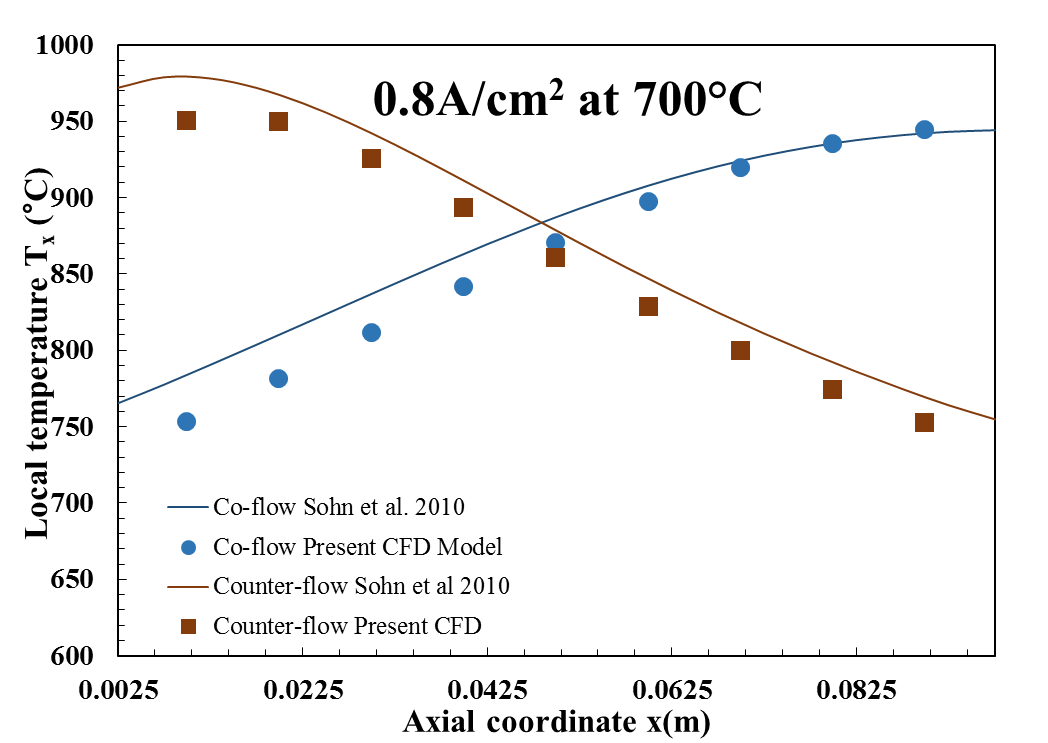 0.8A/cm² at 700°C
1000
950
900
850
800
750
700
650
600
Local temperature Tₓ (°C)
Co-flow Sohn et al. 2010
Co-flow Present CFD Model
Counter-flow Sohn et al 2010
Counter-flow Present CFD
0.0025 0.0225 0.0425 0.0625 0.0825
Axial coordinate x(m)